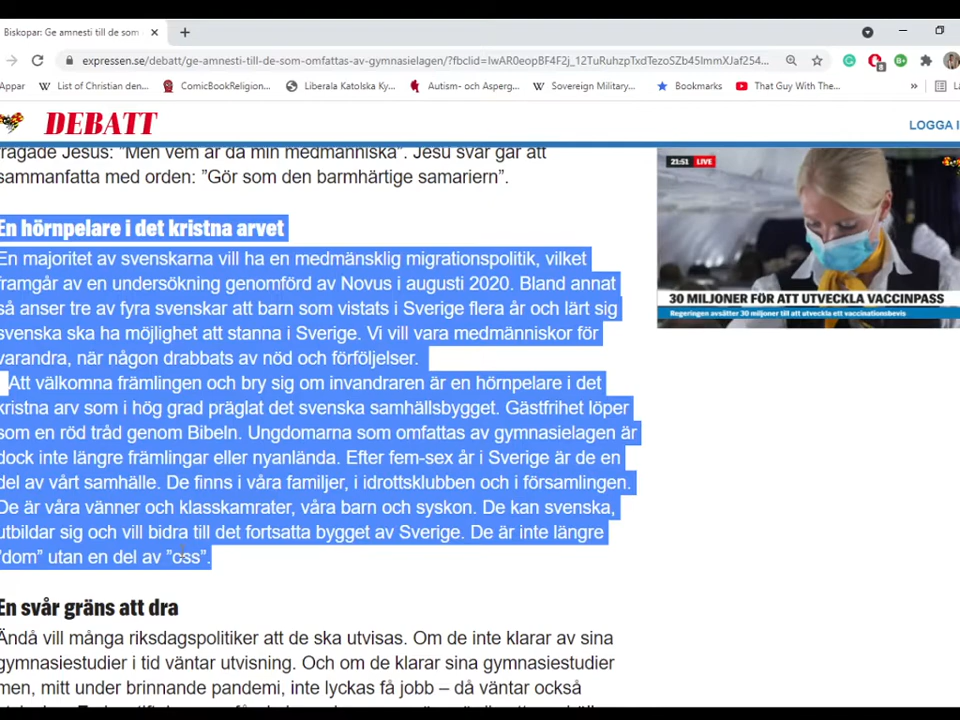 Biskopar: Ge amnesti till de som
expressen.se/debatt/ge-amnesti-till-de-som-omfattas-av-gymnasielagen/?fbclid=IwAR0eopBF4F2j_12TuRuhzpTxdTezoSZb45ImmXJaf254...
Appar
List of Christian den...
ComicBookReligion...
Liberala Katolska Ky...
Autism- och Asperg...
Sovereign Military...
Bookmarks
That Guy With The...
»
DEBATT
LOGGA I
frågade Jesus: ”Men vem är då min medmänniska”. Jesu svar går att
sammanfatta med orden: ”Gör som den barmhärtige samariern”.
21:51 LIVE
30 MILJONER FÖR ATT UTVECKLA VACCINPASS
Regeringen avsätter 30 miljoner till att utveckla ett vaccinationsbevis
En hörnpelare i det kristna arvet
En majoritet av svenskarna vill ha en medmänsklig migrationspolitik, vilket
framgår av en undersökning genomförd av Novus i augusti 2020. Bland annat
så anser tre av fyra svenskar att barn som vistats i Sverige flera år och lärt sig
svenska ska ha möjlighet att stanna i Sverige. Vi vill vara medmänniskor för
varandra, när någon drabbats av nöd och förföljelser.
Att välkomna främlingen och bry sig om invandraren är en hörnpelare i det
kristna arv som i hög grad präglat det svenska samhällsbygget. Gästfrihet löper
som en röd tråd genom Bibeln. Ungdomarna som omfattas av gymnasielagen är
dock inte längre främlingar eller nyanlända. Efter fem-sex år i Sverige är de en
del av vårt samhälle. De finns i våra familjer, i idrottsklubben och i församlingen.
De är våra vänner och klasskamrater, våra barn och syskon. De kan svenska,
utbildar sig och vill bidra till det fortsatta bygget av Sverige. De är inte längre
”dom” utan en del av ”oss”.
En svår gräns att dra
Ändå vill många riksdagspolitiker att de ska utvisas. Om de inte klarar av sina
gymnasiestudier i tid väntar utvisning. Och om de klarar sina gymnasiestudier
men, mitt under brinnande pandemi, inte lyckas få jobb – då väntar också